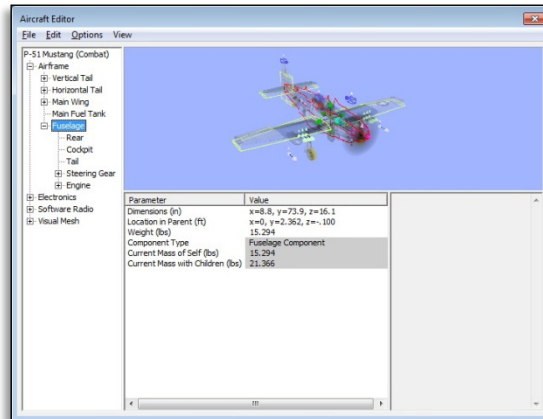 Aircraft Editor
File Edit Options View
P-51 Mustang (Combat)
Airframe
Vertical Tail
Horizontal Tail
Main Wing
Main Fuel Tank
Fuselage
Rear
Cockpit
Tail
Steering Gear
Engine
Electronics
Software Radio
Visual Mesh
Parameter Value
Dimensions (in) x=8.8, y=73.9, z=16.1
Location in Parent (ft) x=0, y=2.362, z=-.100
Weight (lbs) 15.294
Component Type Fuselage Component
Current Mass of Self (lbs) 15.294
Current Mass with Children (lbs) 21.366